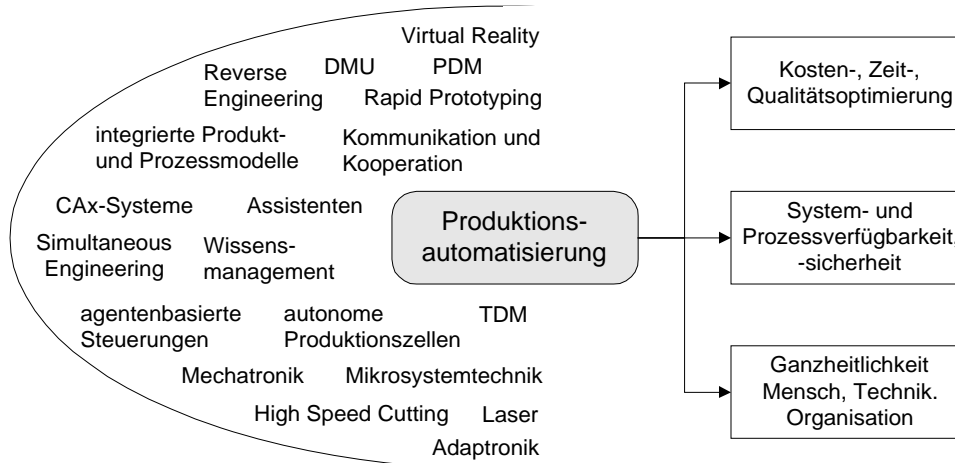 Virtual Reality
Reverse
Engineering
DMU
PDM
Rapid Prototyping
integrierte Produkt-
und Prozessmodelle
Kommunikation und
Kooperation
CAx-Systeme
Assistenten
Simultaneous
Engineering
Wissens-
management
Produktions-
automatisierung
agentenbasierte
Steuerungen
autonome
Produktionszellen
TDM
Mechatronik
Mikrosystemtechnik
High Speed Cutting
Laser
Adaptronik
Kosten-, Zeit-,
Qualitätsoptimierung
System- und
Prozessverfügbarkeit,
-sicherheit
Ganzheitlichkeit
Mensch, Technik.
Organisation